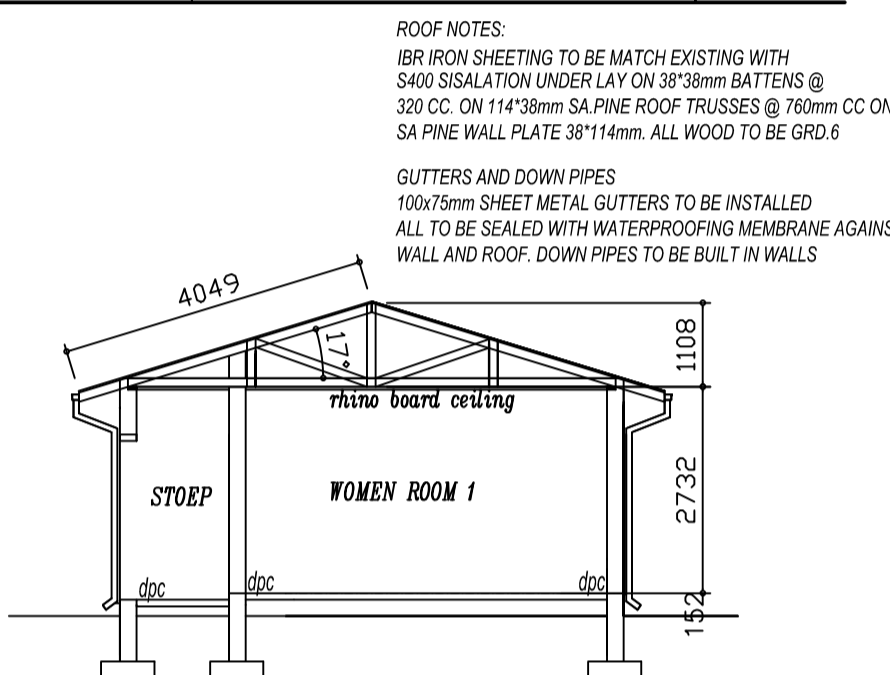 ROOF NOTES:
IBR IRON SHEETING TO BE MATCH EXISTING WITH
S400 SISALATION UNDER LAY ON 38*38mm BATTENS @
320 CC. ON 114*38mm SA.PINE ROOF TRUSSES @ 760mm CC ON
SA PINE WALL PLATE 38*114mm. ALL WOOD TO BE GRD.6
GUTTERS AND DOWN PIPES
100x75mm SHEET METAL GUTTERS TO BE INSTALLED
ALL TO BE SEALED WITH WATERPROOFING MEMBRANE AGAINS
WALL AND ROOF. DOWN PIPES TO BE BUILT IN WALLS
4049
17°
1108
rhino board ceiling
2732
STOEP
WOMEN ROOM 1
dpc
dpc
dpc
152